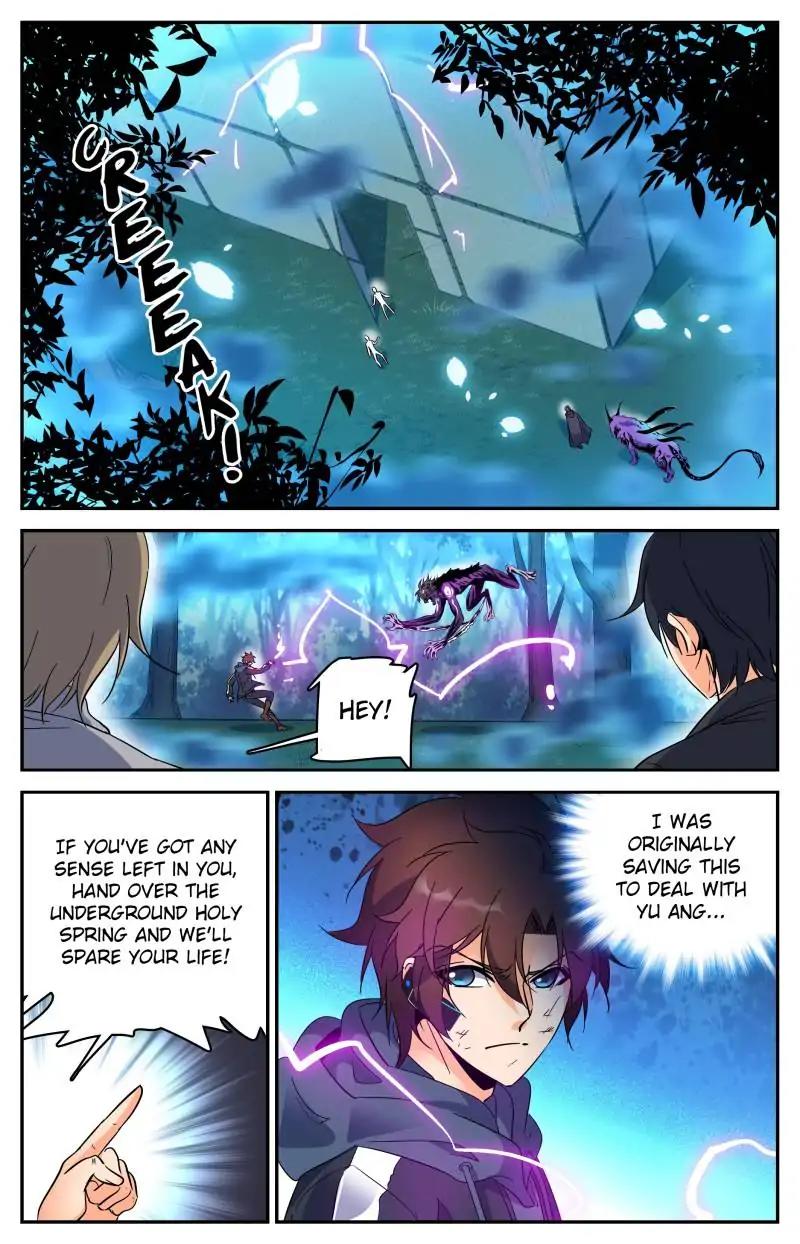 CREEEEAK!
HEY!
IF YOU'VE GOT ANY
SENSE LEFT IN YOU,
HAND OVER THE
UNDERGROUND HOLY
SPRING AND WE'LL
SPARE YOUR LIFE!
I WAS
ORIGINALLY
SAVING THIS
TO DEAL WITH
YU ANG...